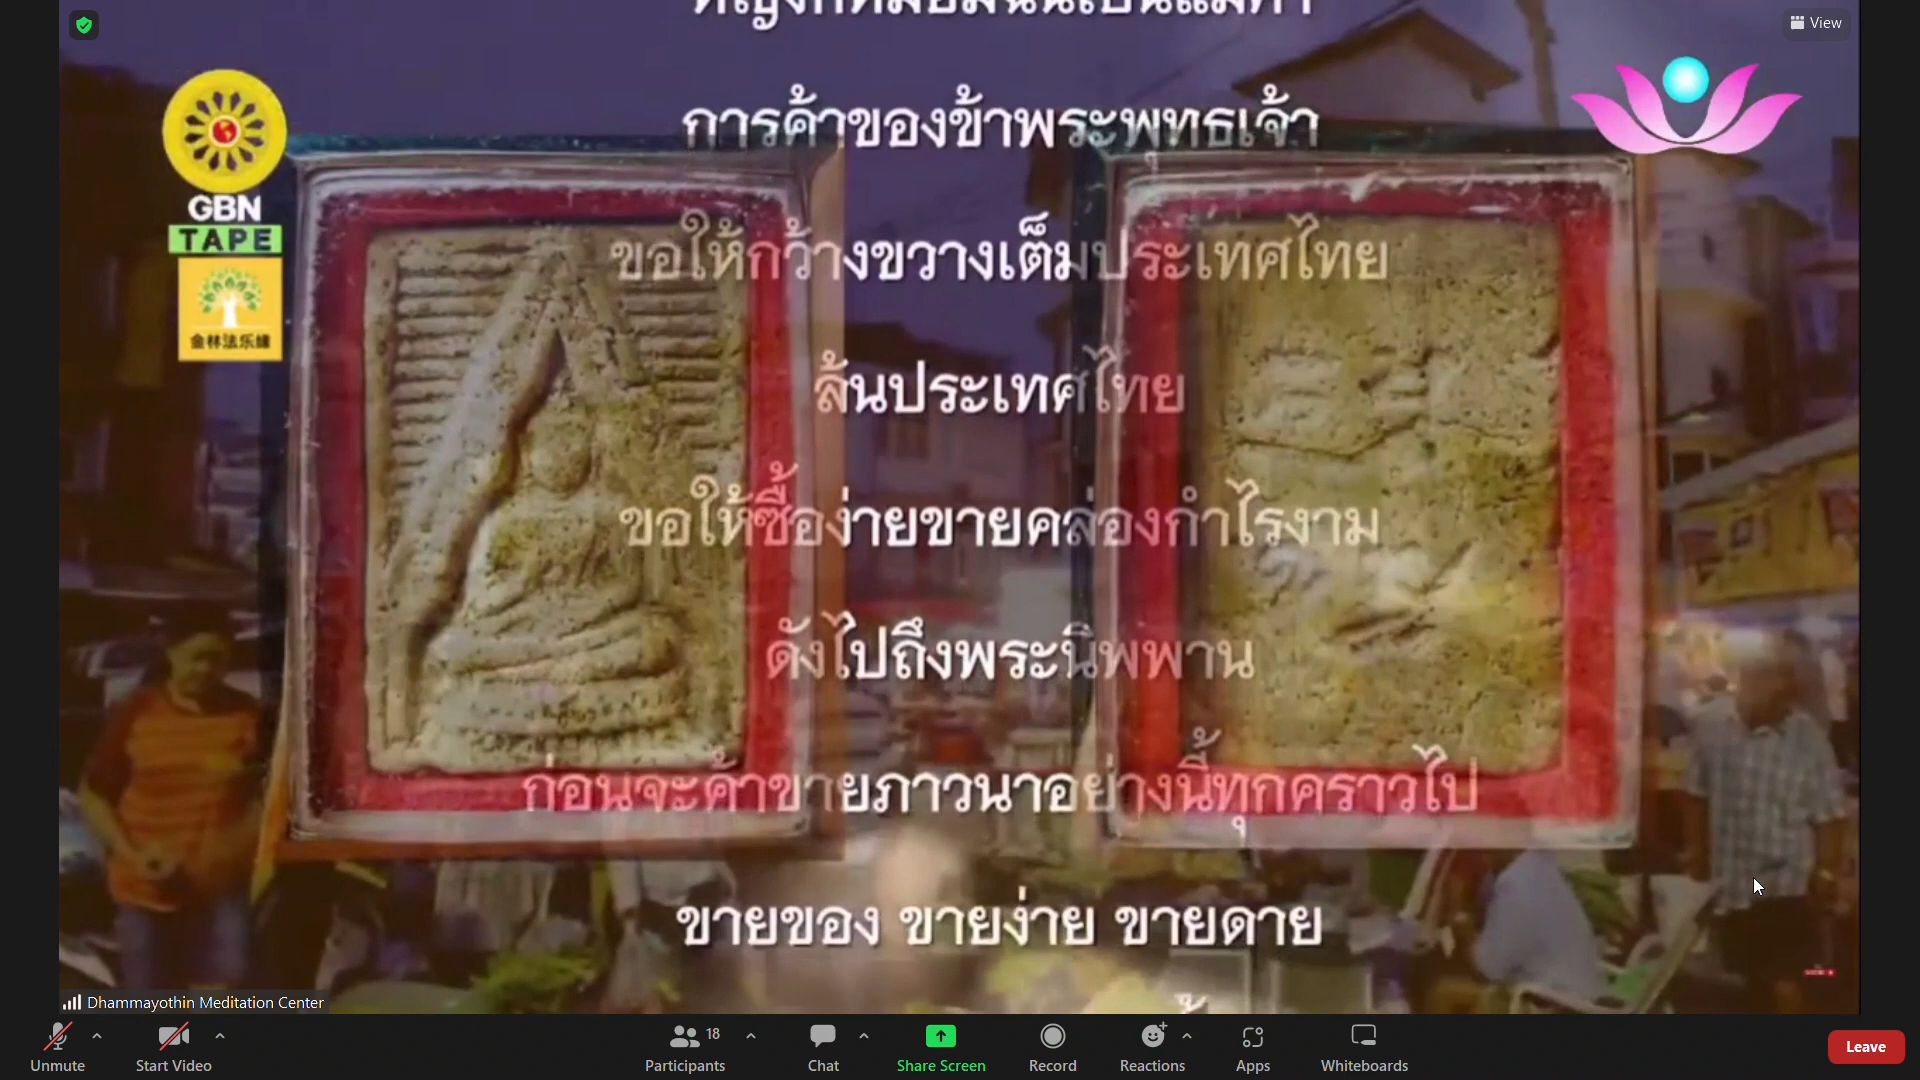 View
การค้าของข้าพระพุทธเจ้า
GBN
TAPE
ขอให้กว้างขวางเต็มประเทศไทย
金林法乐缘
ล้นประเทศไทย
ขอให้ซื้อง่ายขายคล่องกำไรงาม
ดังไปถึงพระนิพพาน
ก่อนจะค้าขายภาวนาอย่างนี้ทุกคราวไป
ขายของ ขายง่าย ขายดาย
Dhammayothin Meditation Center
Unmute
Start Video
18
Participants
Chat
Share Screen
Record
Reactions
Apps
Whiteboards
Leave